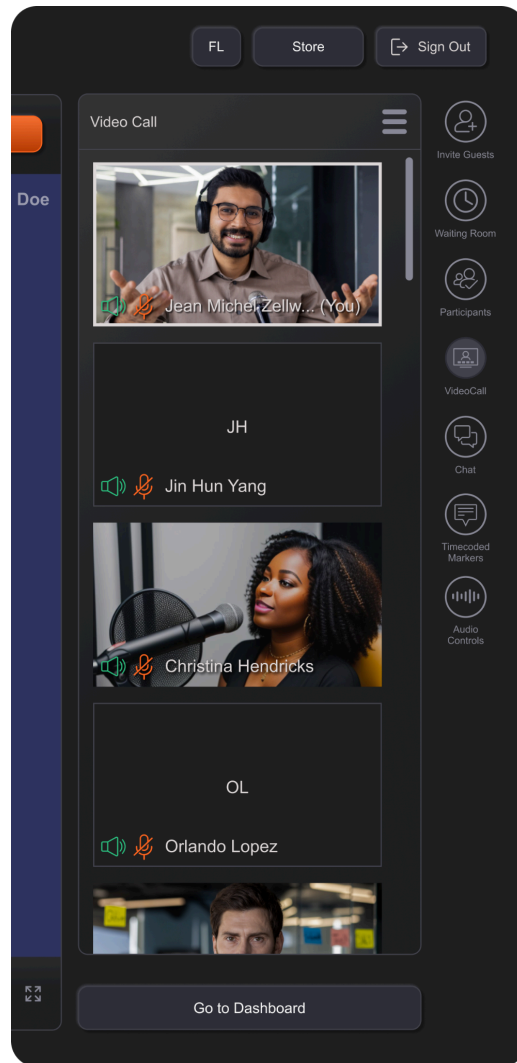 FL
Store
Sign Out
Video Call
Doe
Jean Michel Zellw... (You)
JH
Jin Hun Yang
Christina Hendricks
OL
Orlando Lopez
Invite Guests
Waiting Room
Participants
VideoCall
Chat
Timecoded
Markers
Audio
Controls
Go to Dashboard